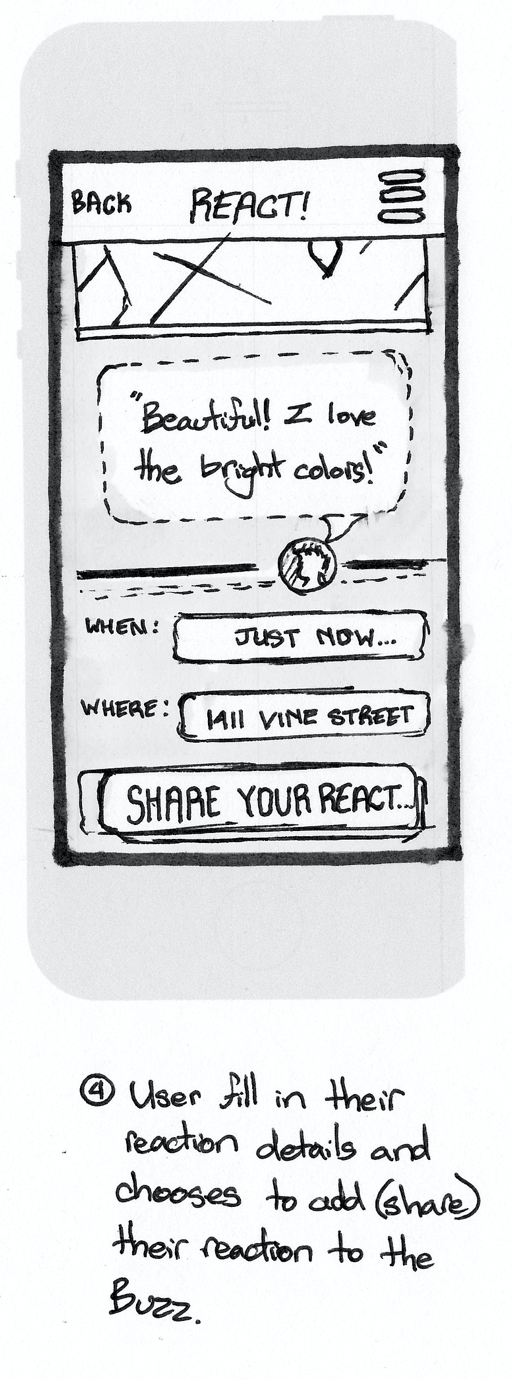 BACK REACT!
"Beautiful! I love
the bright colors!"
WHEN: JUST NOW...
WHERE: 1411 VINE STREET
SHARE YOUR REACT...
4 User fill in their
reaction details and
chooses to add (share)
their reaction to the
Buzz.